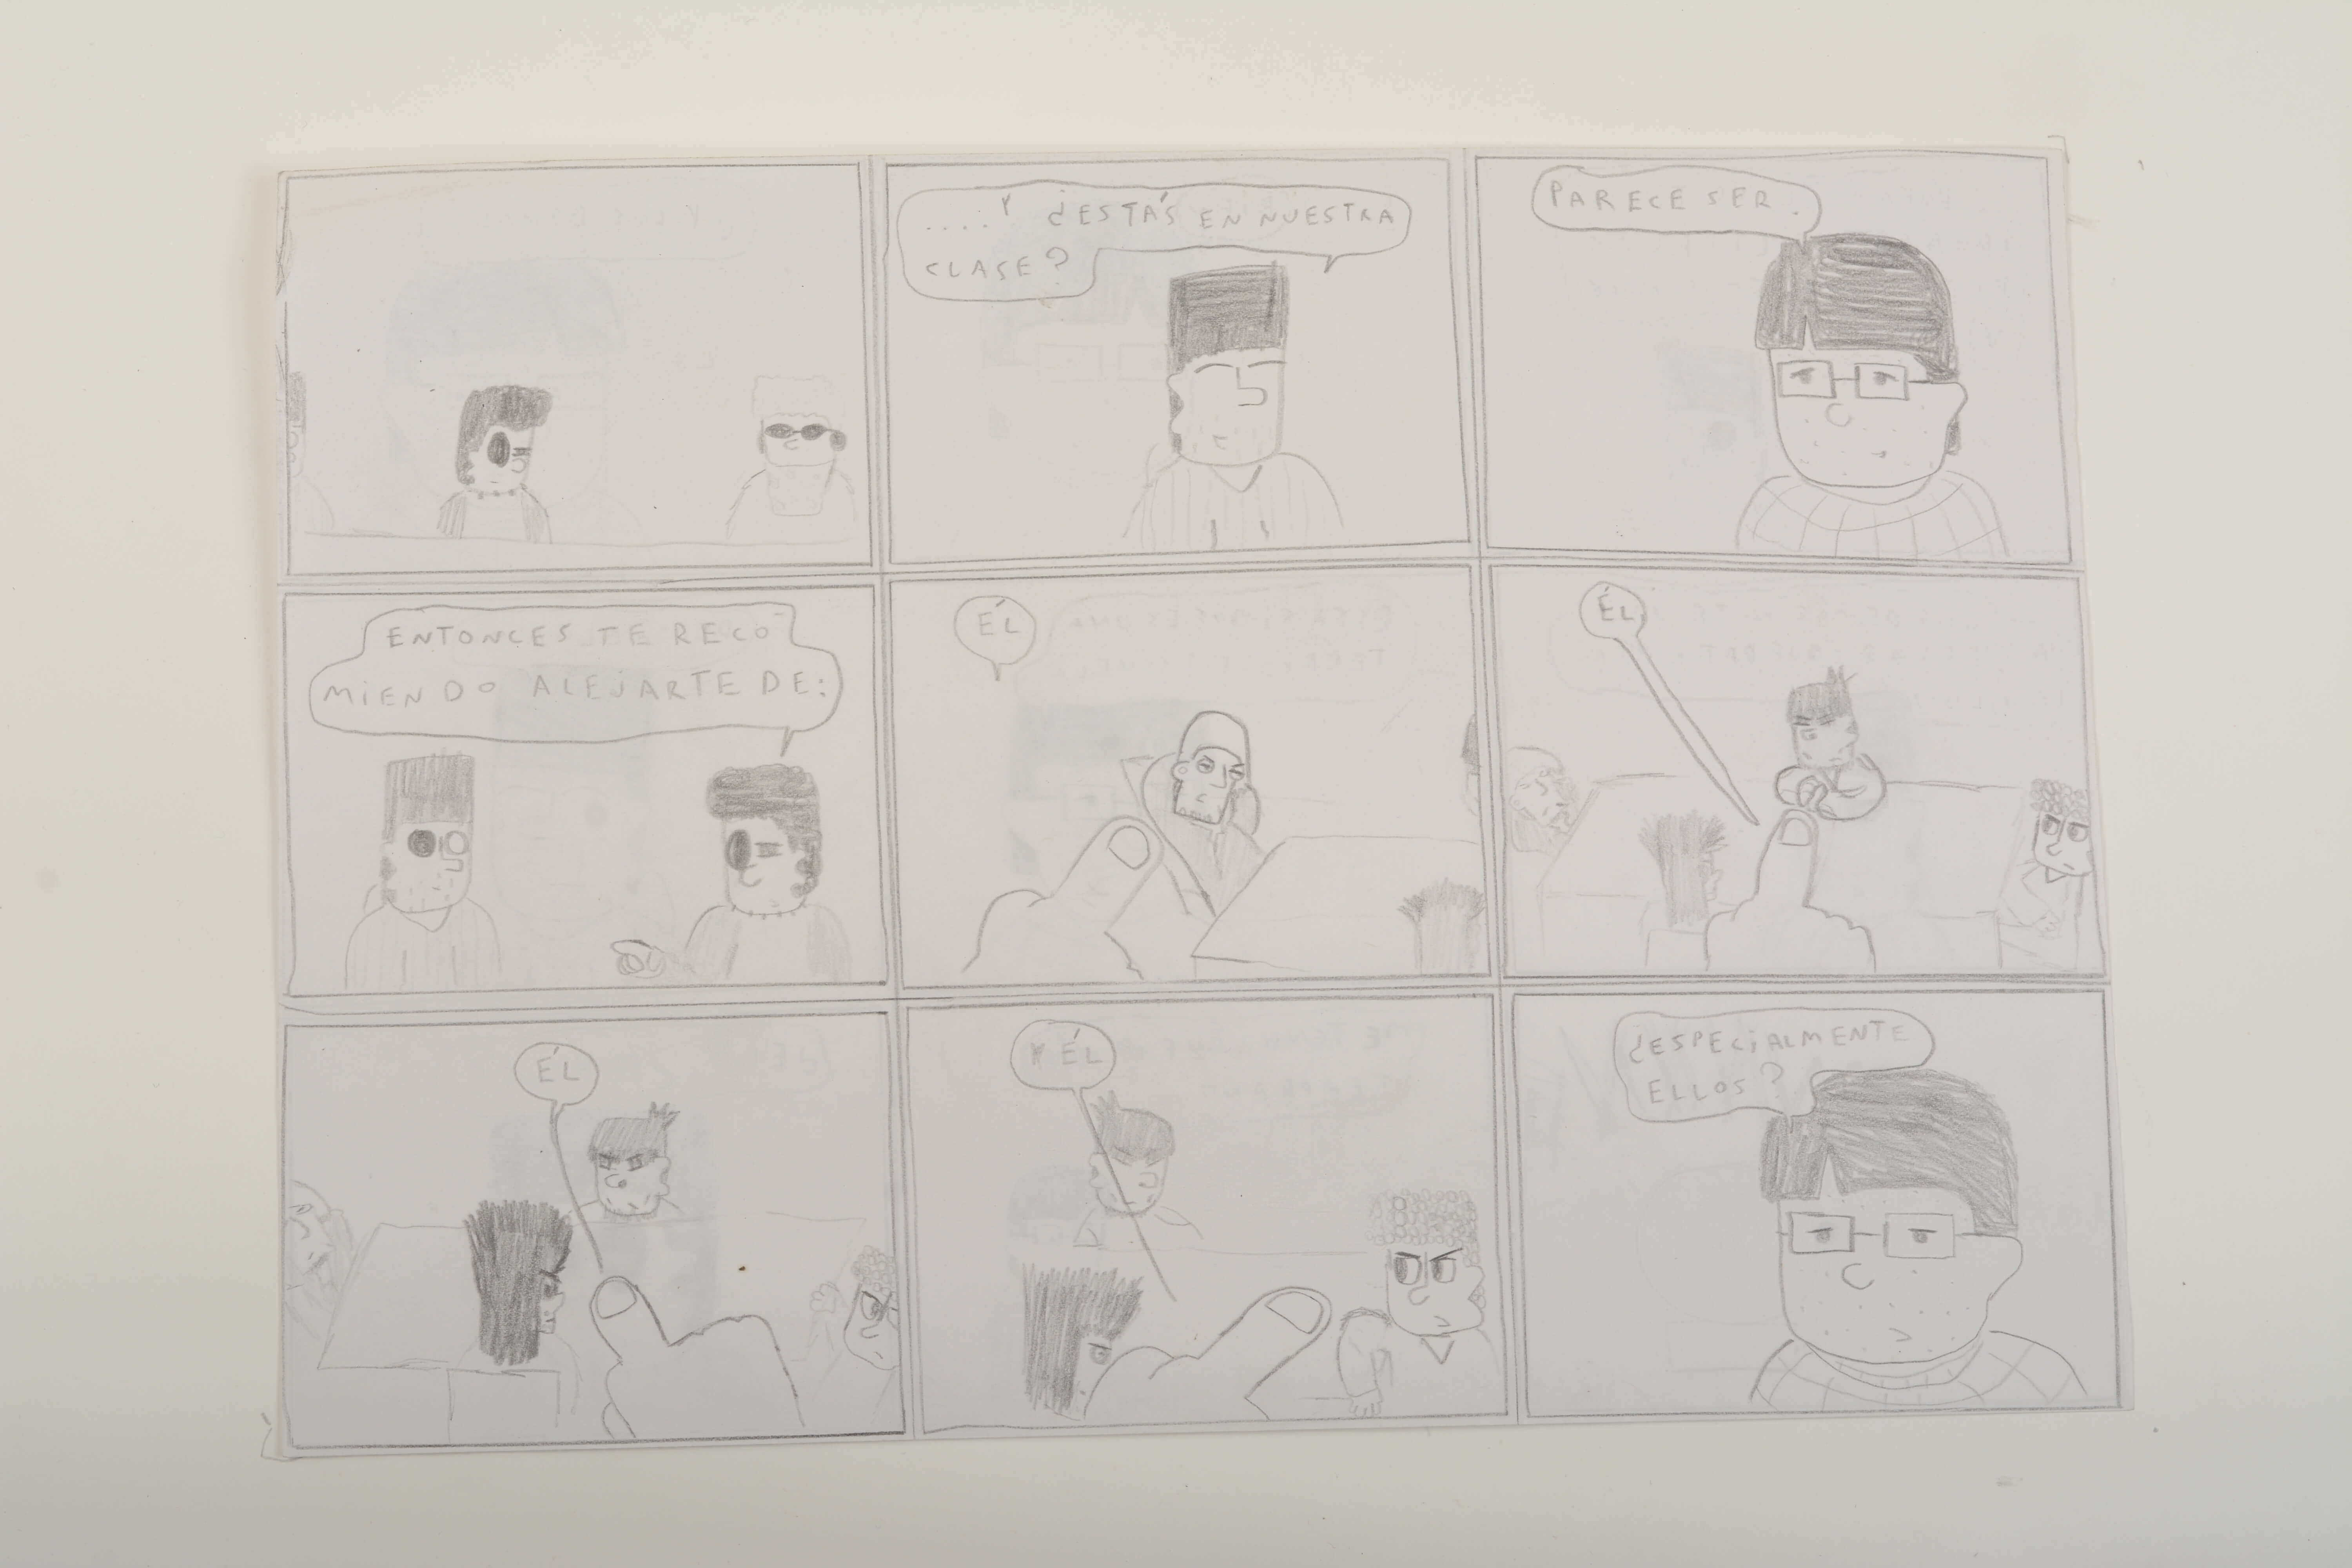 ....Y ¿ESTÁS EN NUESTRA
CLASE?
PARECE SER.
ENTONCES TE RECO-
MIENDO ALEJARTE DE:
ÉL
ÉL
ÉL
Y ÉL
¿ESPECIALMENTE
ELLOS?